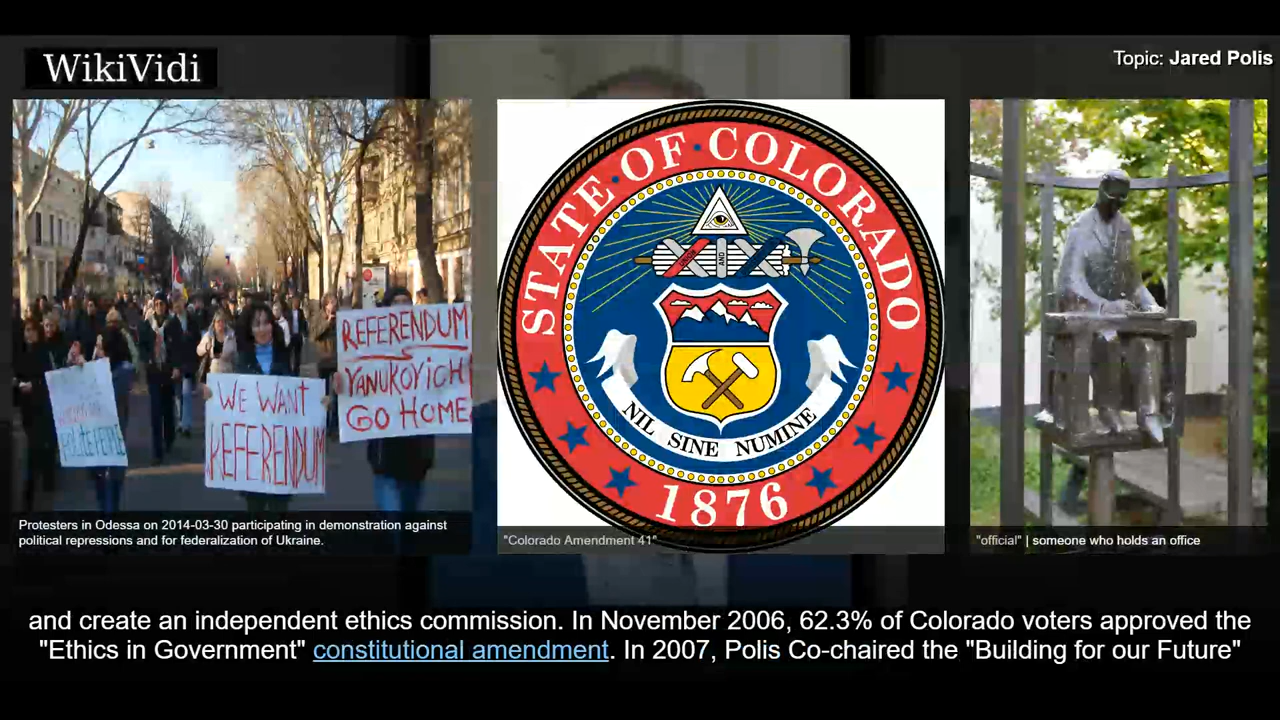 WikiVidi
Topic: Jared Polis
REFERENDUM
YANUKOVICH
GO HOME
WE WANT
REFERENDUM
STATE OF COLORADO
AND
NIL SINE NUMINE
1876
Protesters in Odessa on 2014-03-30 participating in demonstration against
political repressions and for federalization of Ukraine.
"Colorado Amendment 41"
"official" | someone who holds an office
and create an independent ethics commission. In November 2006, 62.3% of Colorado voters approved the
"Ethics in Government" constitutional amendment. In 2007, Polis Co-chaired the "Building for our Future"